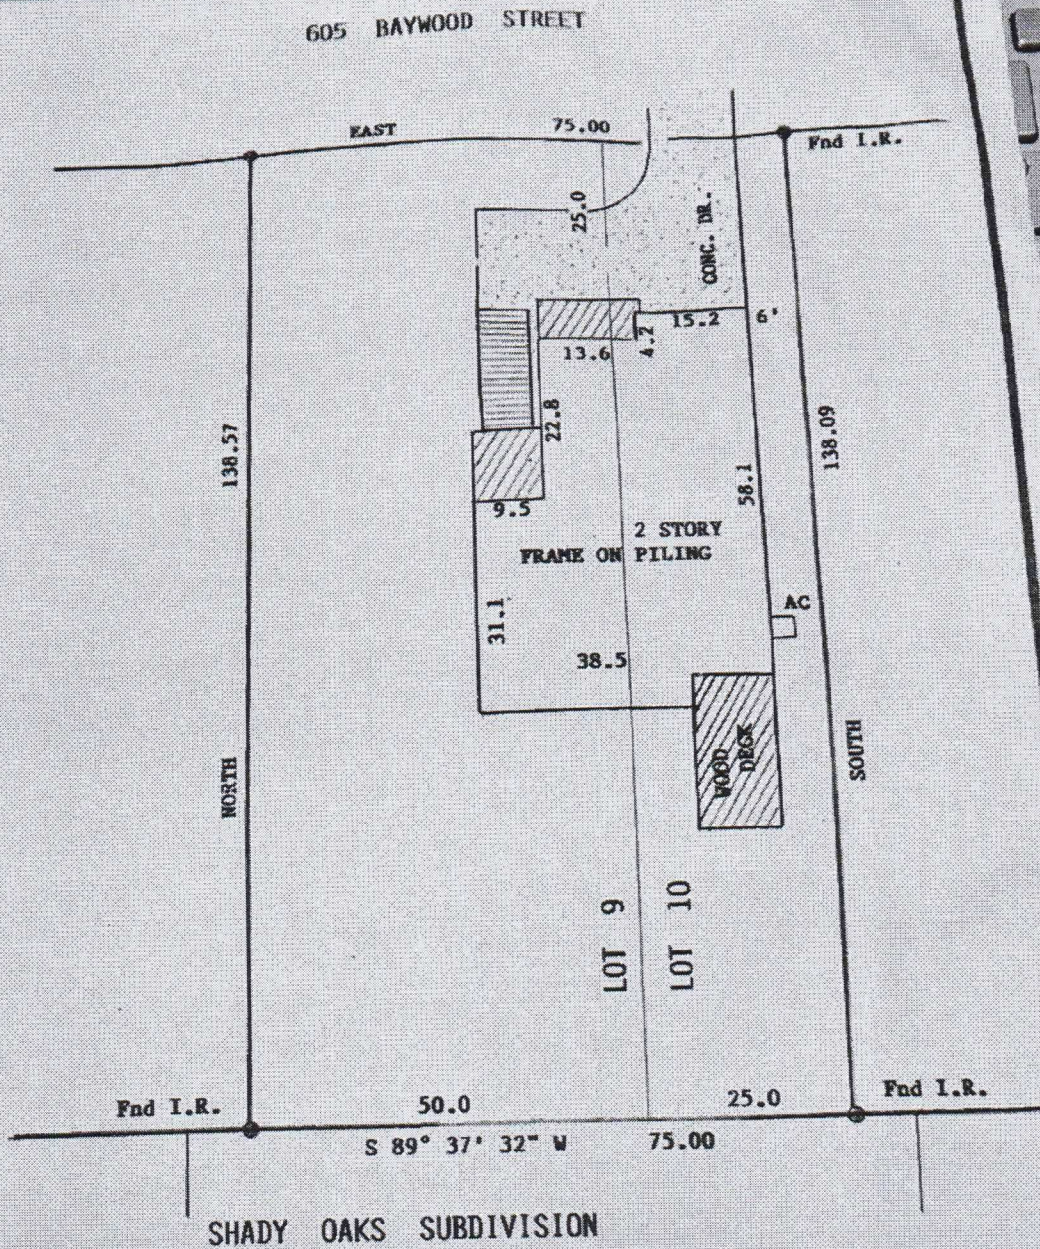 605 BAYWOOD STREET
EAST 75.00
Fnd I.R.
25.0
CONC. DR.
15.2 6'
4.2
13.6
22.8
138.57
138.09
58.1
9.5
2 STORY
FRAME ON PILING
AC
31.1
38.5
WOOD
DECK
NORTH
SOUTH
LOT 9
LOT 10
Fnd I.R. 50.0 25.0 Fnd I.R.
S 89° 37' 32" W 75.00
SHADY OAKS SUBDIVISION